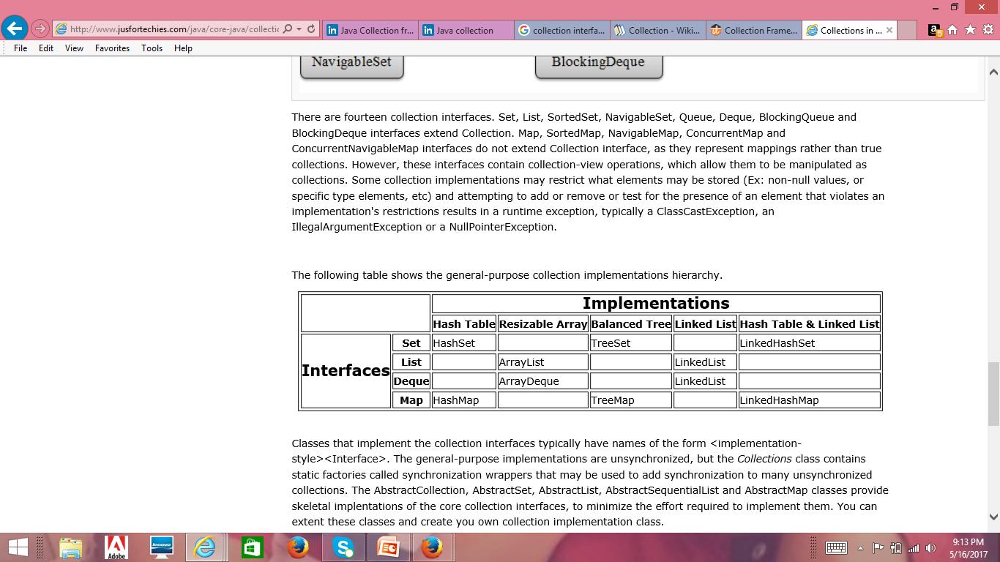 http://www.jusfortechies.com/java/core-java/collectic
Java Collection fr...
Java collection
collection interfa...
Collection - Wiki...
Collection Frame...
Collections in ...
File Edit View Favorites Tools Help
NavigableSet
BlockingDeque
There are fourteen collection interfaces. Set, List, SortedSet, NavigableSet, Queue, Deque, BlockingQueue and
BlockingDeque interfaces extend Collection. Map, SortedMap, NavigableMap, ConcurrentMap and
ConcurrentNavigableMap interfaces do not extend Collection interface, as they represent mappings rather than true
collections. However, these interfaces contain collection-view operations, which allow them to be manipulated as
collections. Some collection implementations may restrict what elements may be stored (Ex: non-null values, or
specific type elements, etc) and attempting to add or remove or test for the presence of an element that violates an
implementation's restrictions results in a runtime exception, typically a ClassCastException, an
IllegalArgumentException or a NullPointerException.
The following table shows the general-purpose collection implementations hierarchy.
Implementations
Hash Table Resizable Array Balanced Tree Linked List Hash Table & Linked List
Interfaces
Set HashSet TreeSet LinkedHashSet
List ArrayList LinkedList
Deque ArrayDeque LinkedList
Map HashMap TreeMap LinkedHashMap
Classes that implement the collection interfaces typically have names of the form <implementation-
style><Interface>. The general-purpose implementations are unsynchronized, but the Collections class contains
static factories called synchronization wrappers that may be used to add synchronization to many unsynchronized
collections. The AbstractCollection, AbstractSet, AbstractList, AbstractSequentialList and AbstractMap classes provide
skeletal implentations of the core collection interfaces, to minimize the effort required to implement them. You can
extent these classes and create you own collection implementation class.
Adobe
lenovo
9:13 PM
5/16/2017